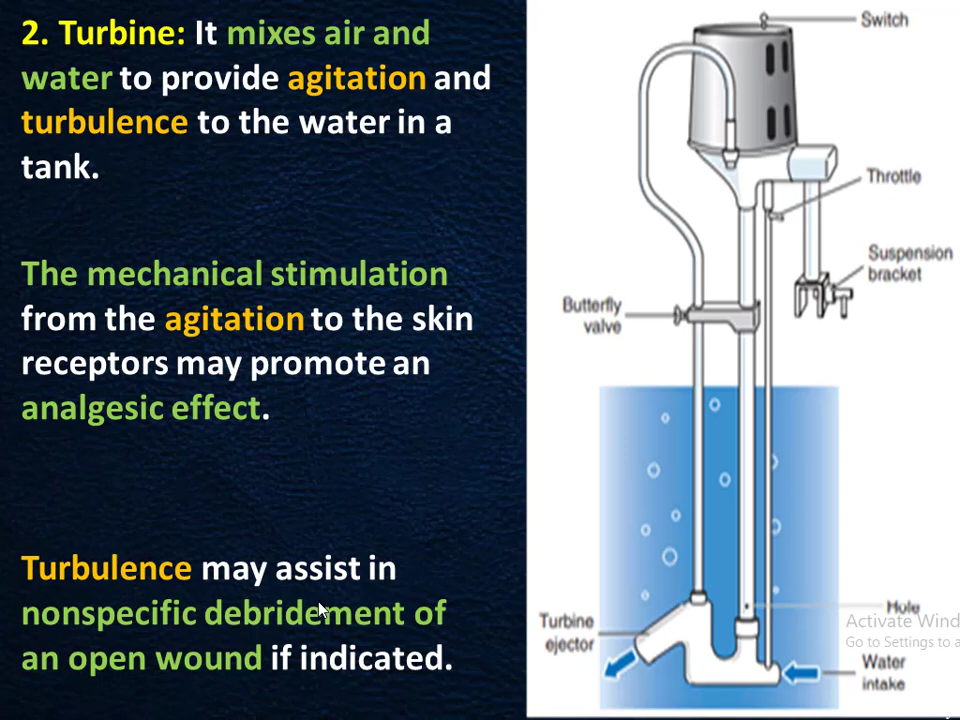 2. Turbine: It mixes air and
water to provide agitation and
turbulence to the water in a
tank.
The mechanical stimulation
from the agitation to the skin
receptors may promote an
analgesic effect.
Turbulence may assist in
nonspecific debridement of
an open wound if indicated.
Switch
Throttle
Suspension
bracket
Butterfly
valve
Hole
Activate Wind
Go to Settings to a
Turbine
ejector
Water
intake